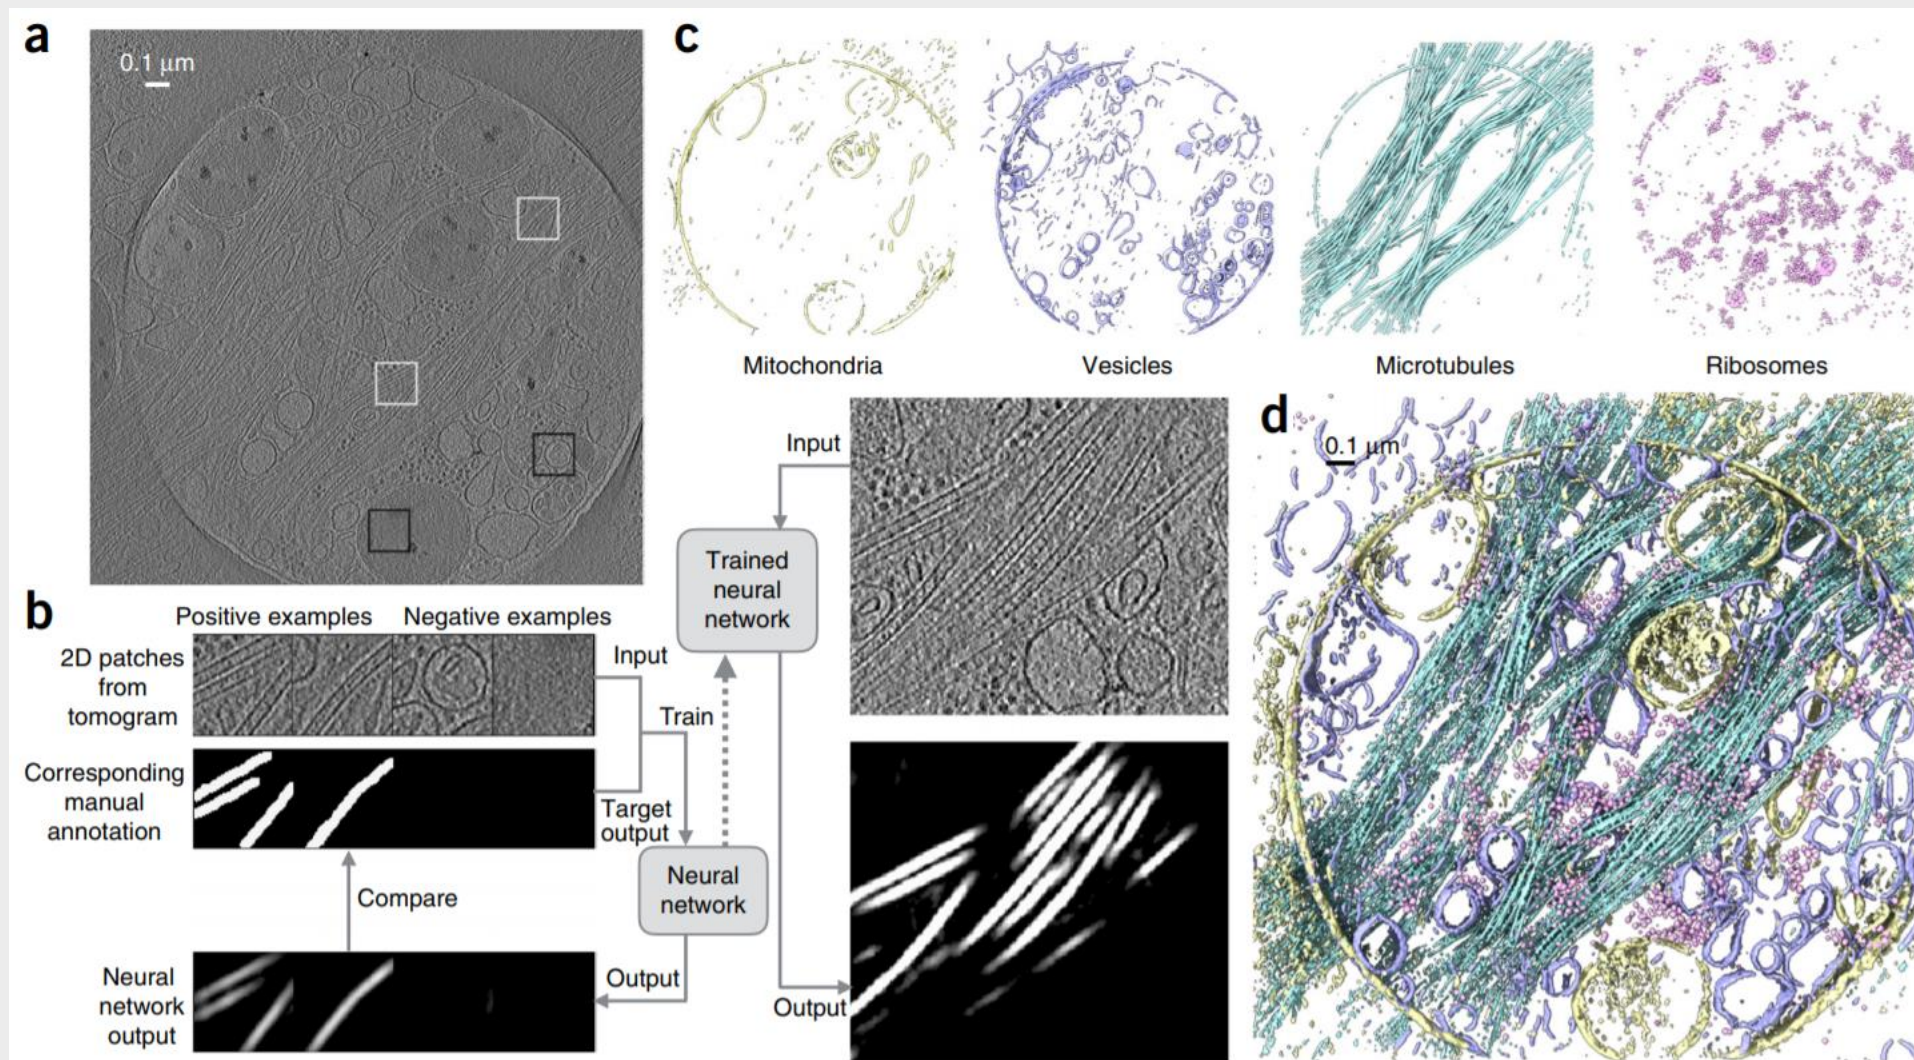 a
0.1 μm
c
Mitochondria
Vesicles
Microtubules
Ribosomes
b
Positive examples
Negative examples
2D patches
from
tomogram
Corresponding
manual
annotation
Neural
network
output
Input
Train
Target
output
Neural
network
Compare
Output
Input
Trained
neural
network
Output
d
0.1 μm